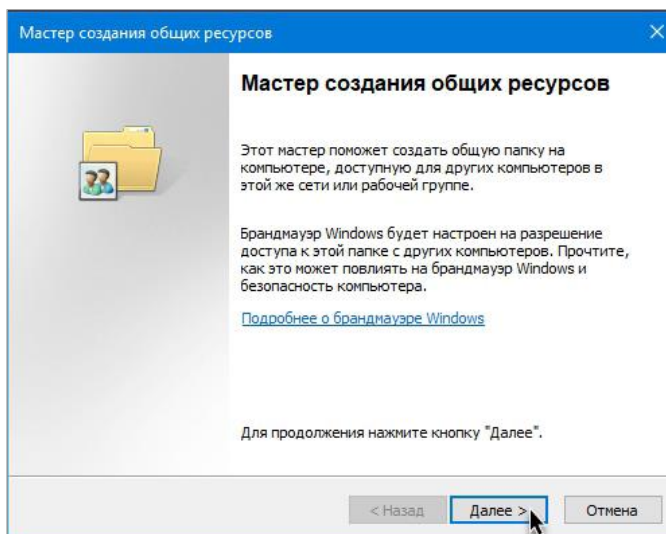 Мастер создания общих ресурсов
Мастер создания общих ресурсов
Этот мастер поможет создать общую папку на
компьютере, доступную для других компьютеров в
этой же сети или рабочей группе.
Брандмауэр Windows будет настроен на разрешение
доступа к этой папке с других компьютеров. Прочтите,
как это может повлиять на брандмауэр Windows и
безопасность компьютера.
Подробнее о брандмауэре Windows
Для продолжения нажмите кнопку "Далее".
< Назад
Далее >
Отмена